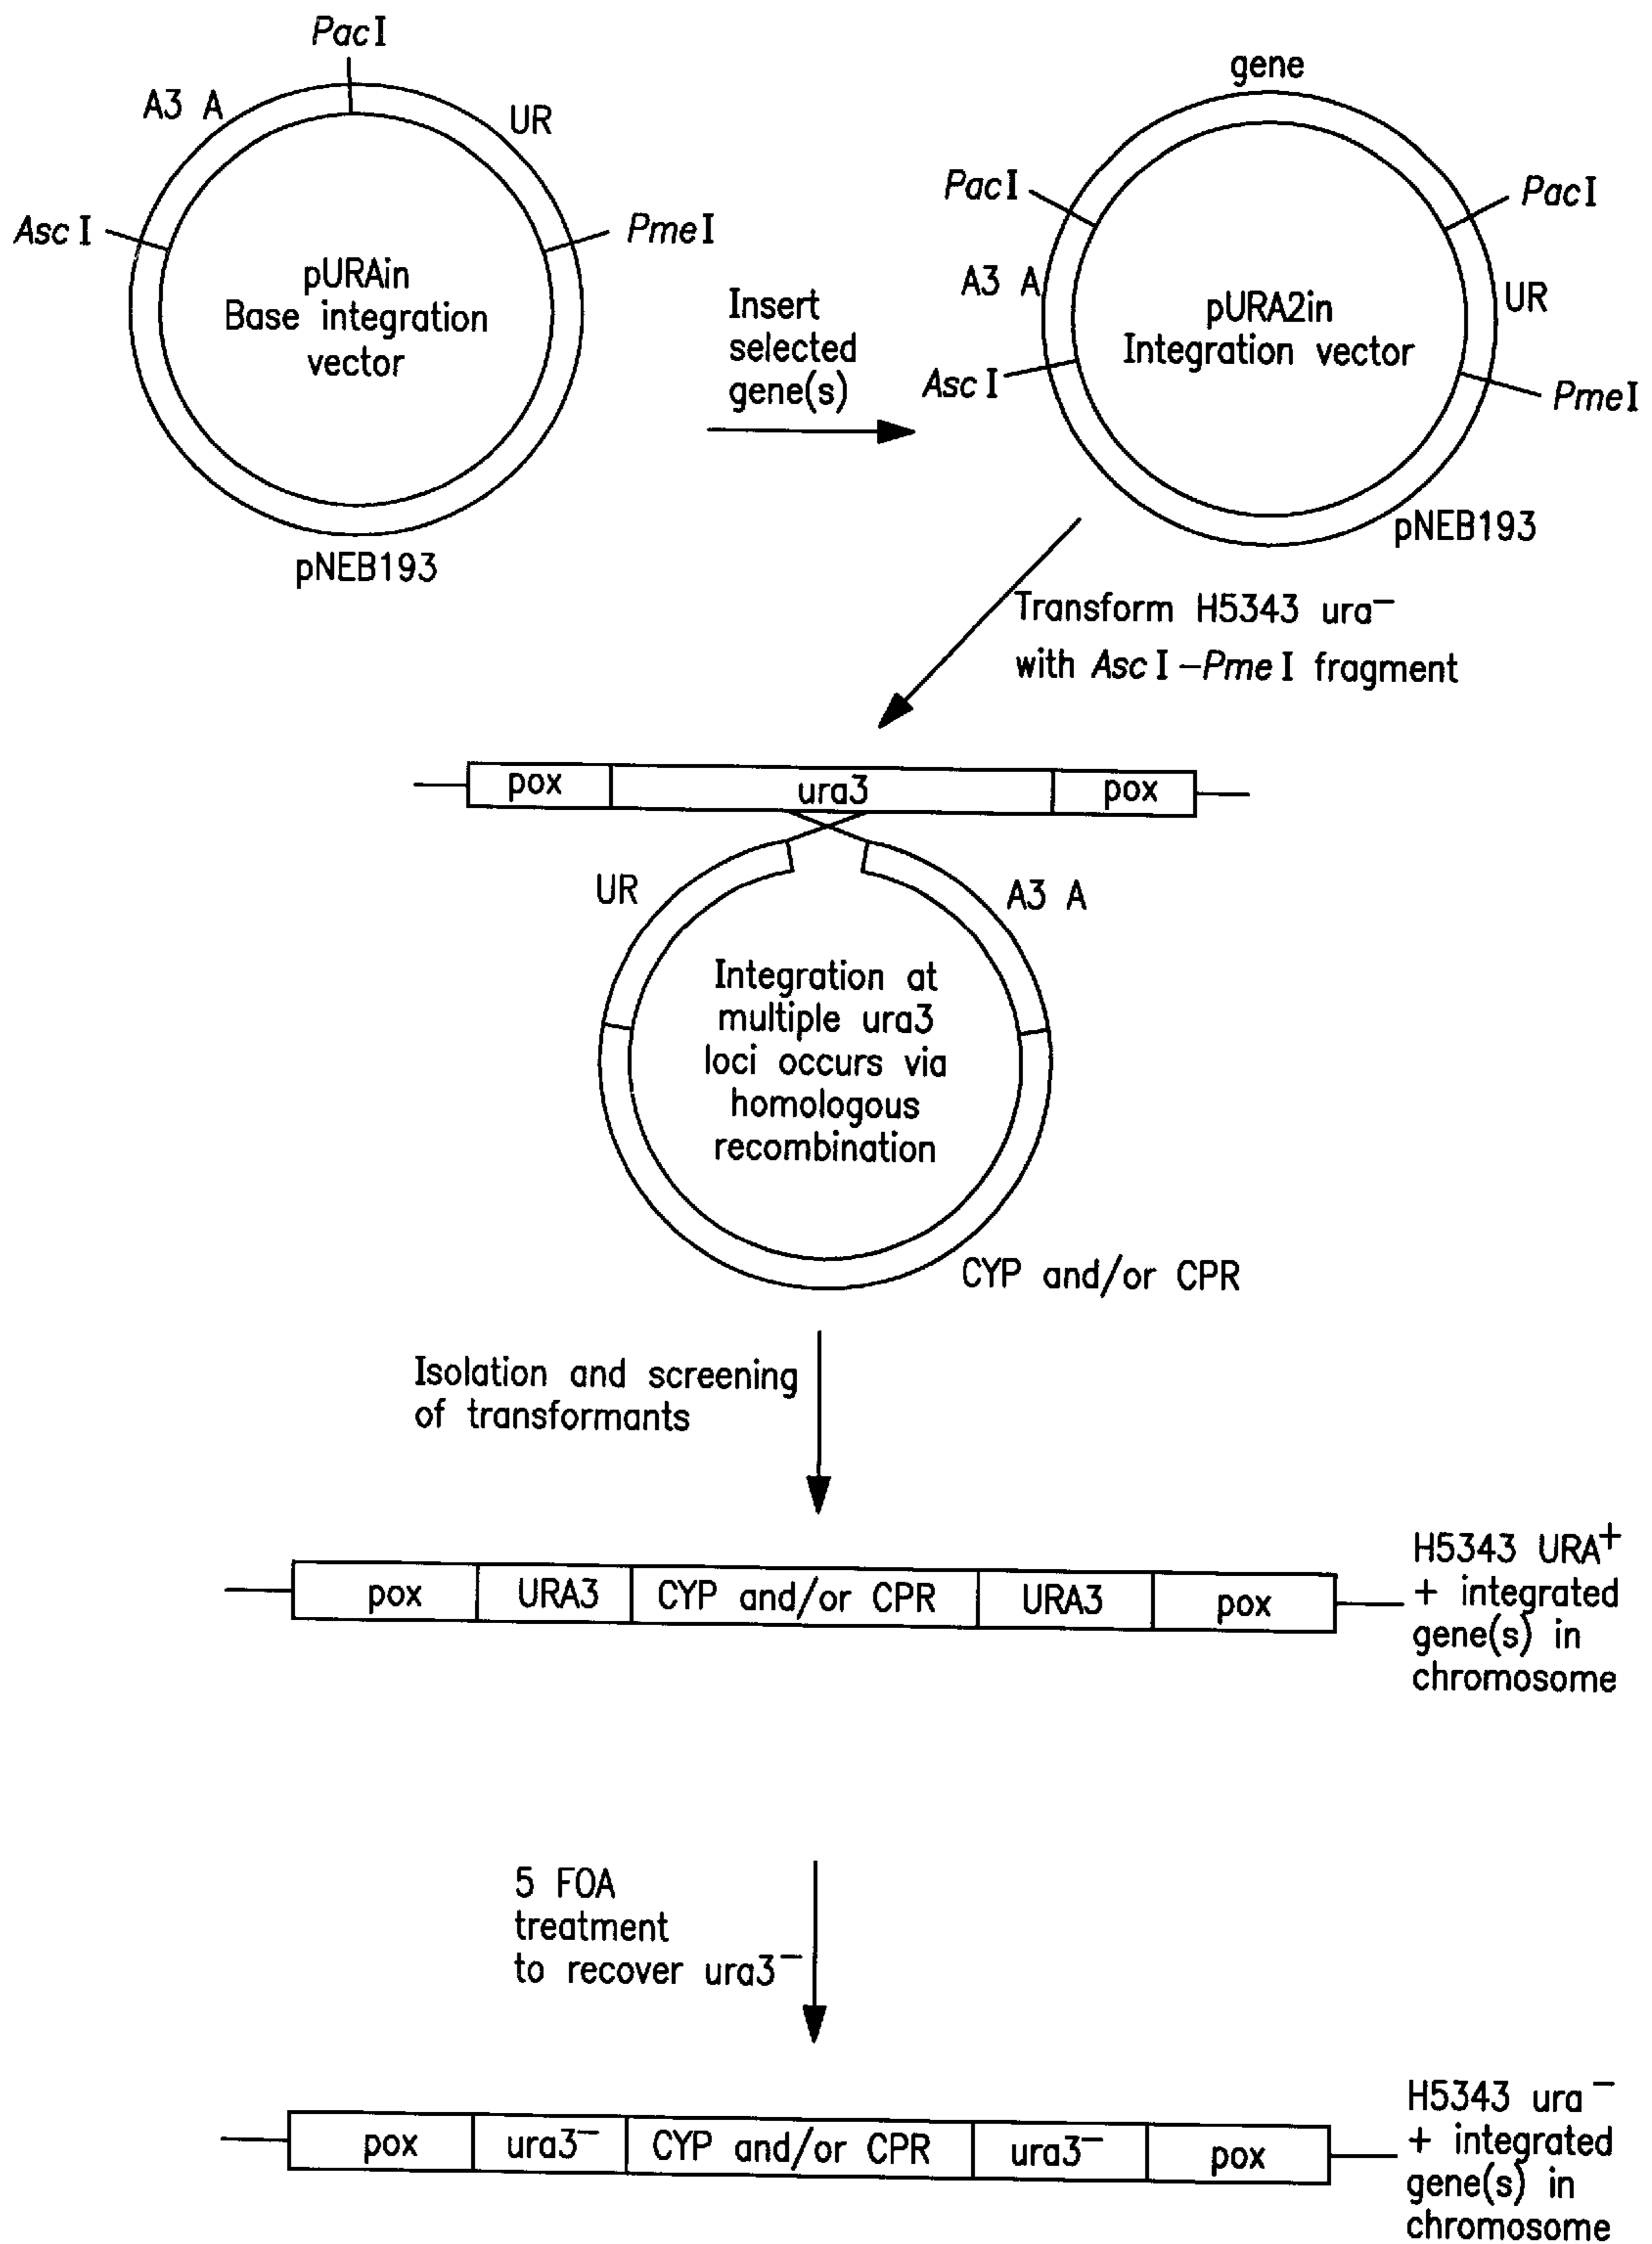 PacI
A3 A
UR
AscI
PmeI
pURAin
Base integration
vector
pNEB193
Insert
selected
gene(s)
gene
PacI
PacI
A3 A
UR
pURA2in
Integration vector
AscI
PmeI
pNEB193
Transform H5343 ura⁻
with AscI-PmeI fragment
pox ura3 pox
UR
A3 A
Integration at
multiple ura3
loci occurs via
homologous
recombination
CYP and/or CPR
Isolation and screening
of transformants
pox URA3 CYP and/or CPR URA3 pox
H5343 URA⁺
+ integrated
gene(s) in
chromosome
5 FOA
treatment
to recover ura3⁻
pox ura3⁻ CYP and/or CPR ura3⁻ pox
H5343 ura⁻
+ integrated
gene(s) in
chromosome